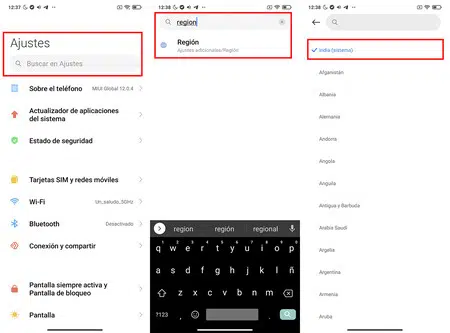 12:37
Ajustes
Buscar en Ajustes
Sobre el teléfono
MIUI Global 12.0.4
Actualizador de aplicaciones
del sistema
Estado de seguridad
Tarjetas SIM y redes móviles
Wi-Fi
Un_saludo_5GHz
Bluetooth
Desactivado
Conexión y compartir
Pantalla siempre activa y
Pantalla de bloqueo
Pantalla
12:38
region
Región
Ajustes adicionales/Región
region
región
regional
q w e r t y u i o p
a s d f g h j k l ñ
z x c v b n m
?123
,
.
12:38
India (sistema)
Afganistán
Albania
Alemania
Andorra
Angola
Anguila
Antigua y Barbuda
Arabia Saudí
Argelia
Argentina
Armenia
Aruba